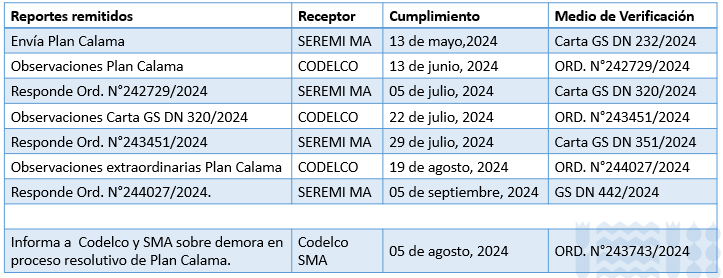 Reportes remitidos Receptor Cumplimiento Medio de Verificación
Envía Plan Calama SEREMI MA 13 de mayo,2024 Carta GS DN 232/2024
Observaciones Plan Calama CODELCO 13 de junio, 2024 ORD. N°242729/2024
Responde Ord. N°242729/2024 SEREMI MA 05 de julio, 2024 Carta GS DN 320/2024
Observaciones Carta GS DN 320/2024 CODELCO 22 de julio, 2024 ORD. N°243451/2024
Responde Ord. N°243451/2024 SEREMI MA 29 de julio, 2024 Carta GS DN 351/2024
Observaciones extraordinarias Plan Calama CODELCO 19 de agosto, 2024 ORD. N°244027/2024
Responde Ord. N°244027/2024. SEREMI MA 05 de septiembre, 2024 GS DN 442/2024
Informa a  Codelco y SMA sobre demora en Codelco
proceso resolutivo de Plan Calama. SMA 05 de agosto, 2024 ORD. N°243743/2024